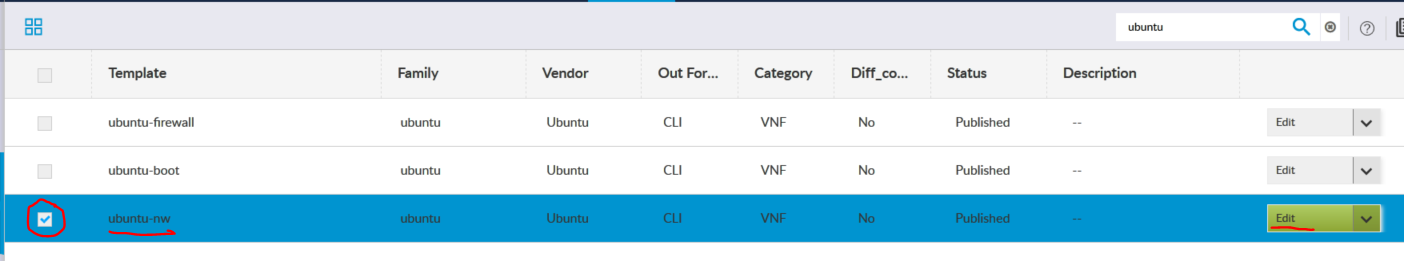 ubuntu
Template Family Vendor Out For... Category Diff_co... Status Description
ubuntu-firewall ubuntu Ubuntu CLI VNF No Published -- Edit
ubuntu-boot ubuntu Ubuntu CLI VNF No Published -- Edit
ubuntu-nw ubuntu Ubuntu CLI VNF No Published -- Edit